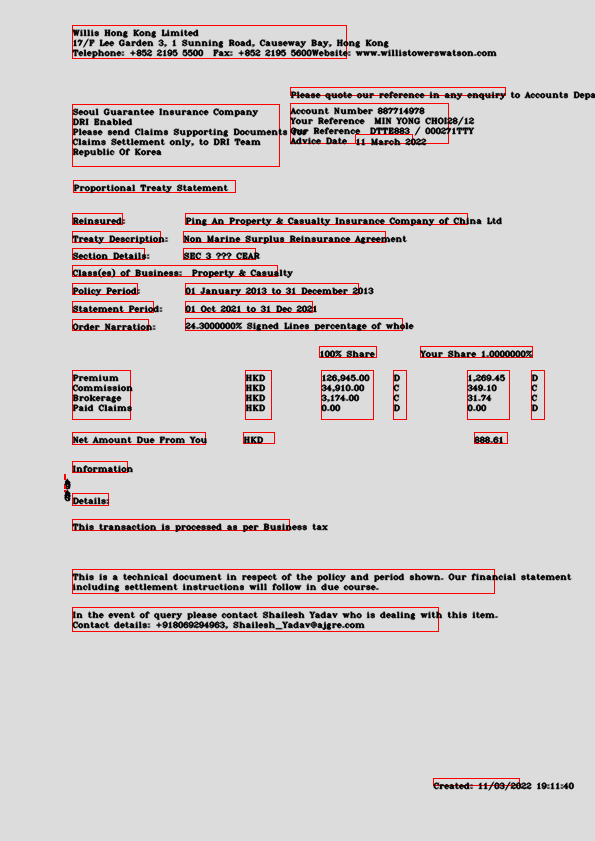 Willis Hong Kong Limited
17/F Lee Garden 3, 1 Sunning Road, Causeway Bay, Hong Kong
Telephone: +852 2195 5500 Fax: +852 2195 5600Website: www.willistowerswatson.com
Please quote our reference in any enquiry to Accounts Depa
Seoul Guarantee Insurance Company
DRI Enabled
Please send Claims Supporting Documents for
Claims Settlement only, to DRI Team
Republic Of Korea
Account Number 887714978
Your Reference MIN YONG CHOI28/12
Our Reference DTTE883 / 000271TTY
Advice Date 11 March 2022
Proportional Treaty Statement
Reinsured: Ping An Property & Casualty Insurance Company of China Ltd
Treaty Description: Non Marine Surplus Reinsurance Agreement
Section Details: SEC 3 ??? CEAR
Class(es) of Business: Property & Casualty
Policy Period: 01 January 2013 to 31 December 2013
Statement Period: 01 Oct 2021 to 31 Dec 2021
Order Narration: 24.3000000% Signed Lines percentage of whole
100% Share Your Share 1.0000000%
Premium HKD 126,945.00 D 1,269.45 D
Commission HKD 34,910.00 C 349.10 C
Brokerage HKD 3,174.00 C 31.74 C
Paid Claims HKD 0.00 D 0.00 D
Net Amount Due From You HKD 888.61
Information
Details:
This transaction is processed as per Business tax
This is a technical document in respect of the policy and period shown. Our financial statement
including settlement instructions will follow in due course.
In the event of query please contact Shailesh Yadav who is dealing with this item.
Contact details: +918069294963, Shailesh_Yadav@ajgre.com
Created: 11/03/2022 19:11:40